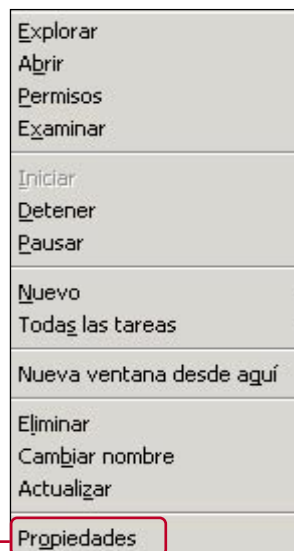 Explorar
Abrir
Permisos
Examinar
Iniciar
Detener
Pausar
Nuevo
Todas las tareas
Nueva ventana desde aquí
Eliminar
Cambiar nombre
Actualizar
Propiedades